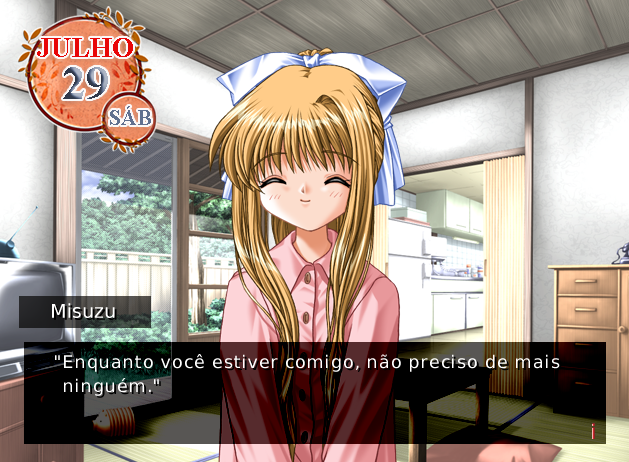 JULHO
29
SÁB
Misuzu
"Enquanto você estiver comigo, não preciso de mais
ninguém."